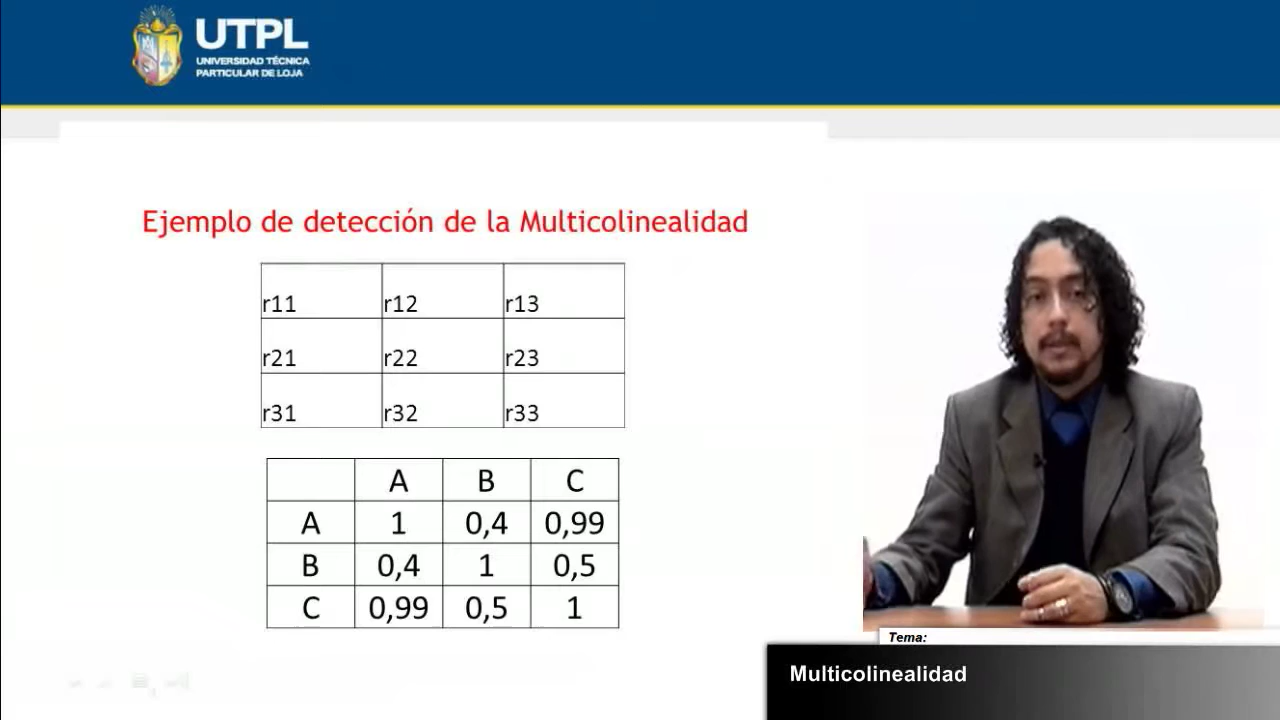 UTPL
UNIVERSIDAD TÉCNICA
PARTICULAR DE LOJA
Ejemplo de detección de la Multicolinealidad
r11 r12 r13
r21 r22 r23
r31 r32 r33
A B C
A 1 0,4 0,99
B 0,4 1 0,5
C 0,99 0,5 1
Tema:
Multicolinealidad